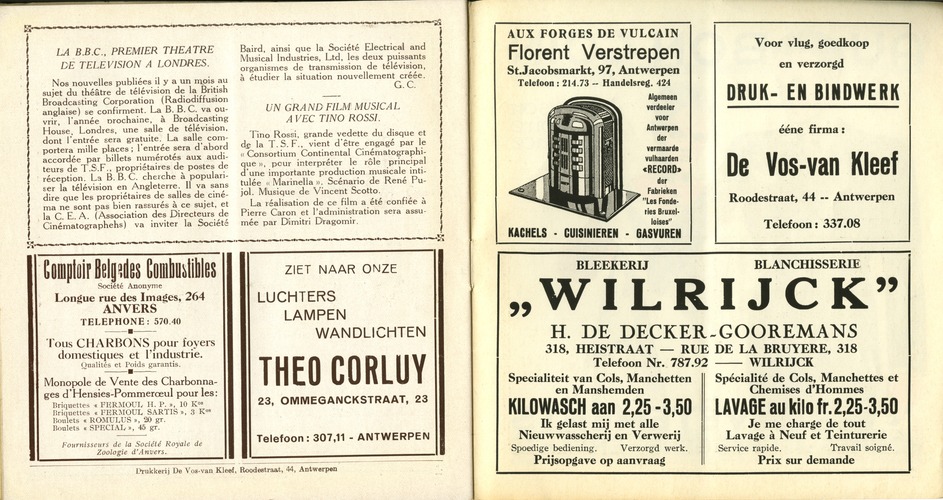 LA B.B.C., PREMIER THEATRE
DE TELEVISION A LONDRES.
Nos nouvelles publiées il y a un mois au
sujet du théâtre de télévision de la British
Broadcasting Corporation (Radiodiffusion
anglaise) se confirment. La B.B.C. va ou-
vrir, l'année prochaine, à Broadcasting
House, Londres, une salle de télévision,
dont l'entrée sera gratuite. La salle com-
portera mille places; l'entrée sera d'abord
accordée par billets numérotés aux audi-
teurs de T.S.F., propriétaires de postes de
réception. La B.B.C. cherche à populari-
ser la télévision en Angleterre. Il va sans
dire que les propriétaires de salles de ciné-
ma ne sont pas bien rassurés à ce sujet, et
la C.E.A. (Association des Directeurs de
Cinématographehs) va inviter la Société
Baird, ainsi que la Société Electrical and
Musical Industries, Ltd, les deux puissants
organismes de transmission de télévision,
à étudier la situation nouvellement créée.
G. C.
UN GRAND FILM MUSICAL
AVEC TINO ROSSI.
Tino Rossi, grande vedette du disque et
de la T.S.F., vient d'être engagé par le
« Consortium Continental Cinématographi-
que », pour interpréter le rôle principal
d'une importante production musicale inti-
tulée « Marinella ». Scénario de René Pu-
jol. Musique de Vincent Scotto.
La réalisation de ce film a été confiée à
Pierre Caron et l'administration sera assu-
mée par Dimitri Dragomir.
Comptoir Belge des Combustibles
Société Anonyme
Longue rue des Images, 264
ANVERS
TELEPHONE: 570.40
Tous CHARBONS pour foyers
domestiques et l'industrie.
Qualités et Poids garantis.
Monopole de Vente des Charbonna-
ges d'Hensies-Pommerœul pour les:
Briquettes « FERMOUL H. P. », 10 Kos
Briquettes « FERMOUL SARTIS », 3 Kos
Boulets « ROMULUS », 20 gr.
Boulets « SPECIAL », 45 gr.
Fournisseurs de la Société Royale de
Zoologie d'Anvers.
ZIET NAAR ONZE
LUCHTERS
LAMPEN
WANDLICHTEN
THEO CORLUY
23, OMMEGANCKSTRAAT, 23
Telefoon: 307,11 - ANTWERPEN
Drukkerij De Vos-van Kleef, Roodestraat, 44, Antwerpen
AUX FORGES DE VULCAIN
Florent Verstrepen
St.Jacobsmarkt, 97, Antwerpen
Telefoon: 214.73 -- Handelsreg. 424
Algemeen
verdeeler
voor
Antwerpen
der
vermaarde
vulhaarden
«RECORD»
der
Fabrieken
"Les Fonde-
ries Bruxel-
loises"
KACHELS - CUISINIEREN - GASVUREN
Voor vlug, goedkoop
en verzorgd
DRUK- EN BINDWERK
ééne firma:
De Vos-van Kleef
Roodestraat, 44 -- Antwerpen
Telefoon: 337.08
BLEEKERIJ BLANCHISSERIE
„WILRIJCK”
H. DE DECKER-GOOREMANS
318, HEISTRAAT — RUE DE LA BRUYERE, 318
Telefoon Nr. 787.92 — WILRIJCK
Specialiteit van Cols, Manchetten
en Manshemden
KILOWASCH aan 2,25-3,50
Ik gelast mij met alle
Nieuwwasscherij en Verwerij
Spoedige bediening. Verzorgd werk.
Prijsopgave op aanvraag
Spécialité de Cols, Manchettes et
Chemises d'Hommes
LAVAGE au kilo fr. 2,25-3,50
Je me charge de tout
Lavage à Neuf et Teinturerie
Service rapide. Travail soigné.
Prix sur demande